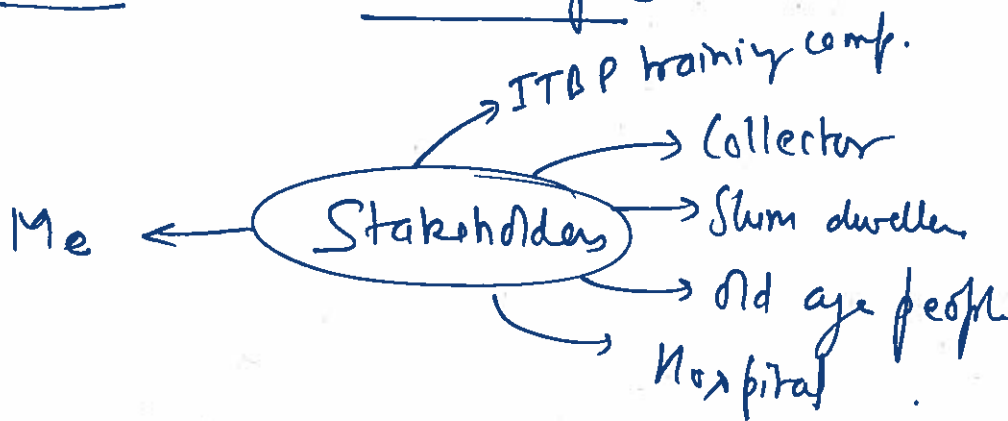 ITBP training camp.
Collector
Me
Stakeholders
Slum dweller
Old age people
Hospital